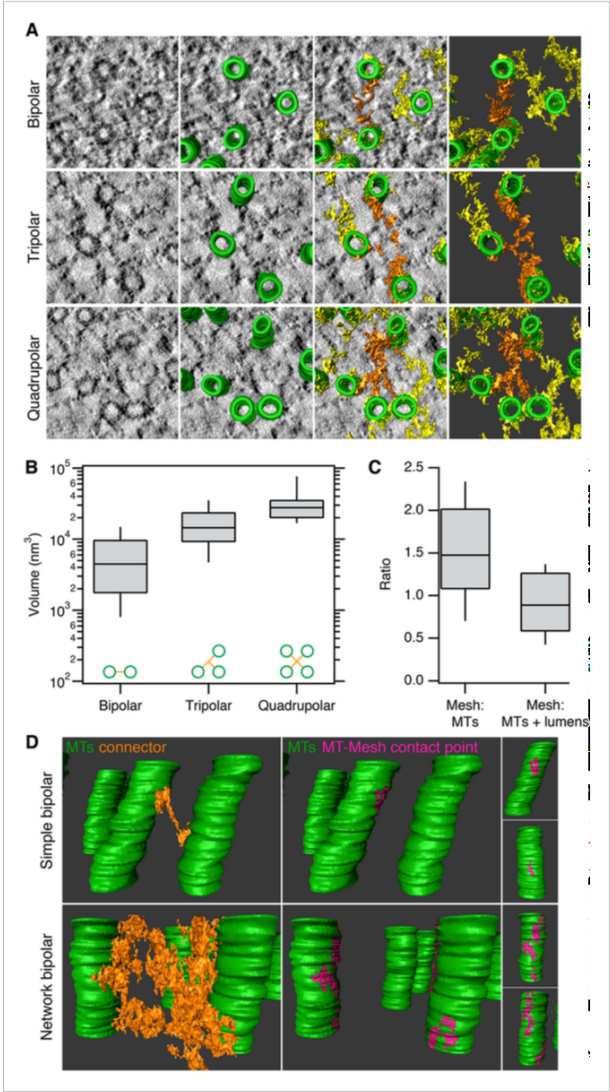 A
Bipolar
Tripolar
Quadrupolar
B
Volume (nm³)
10⁵
6
4
2
10⁴
6
4
2
10³
6
4
2
10²
Bipolar
Tripolar
Quadrupolar
C
Ratio
2.5
2.0
1.5
1.0
0.5
0.0
Mesh:
MTs
Mesh:
MTs + lumens
D
MTs connector
MTs MT-Mesh contact point
Simple bipolar
Network bipolar